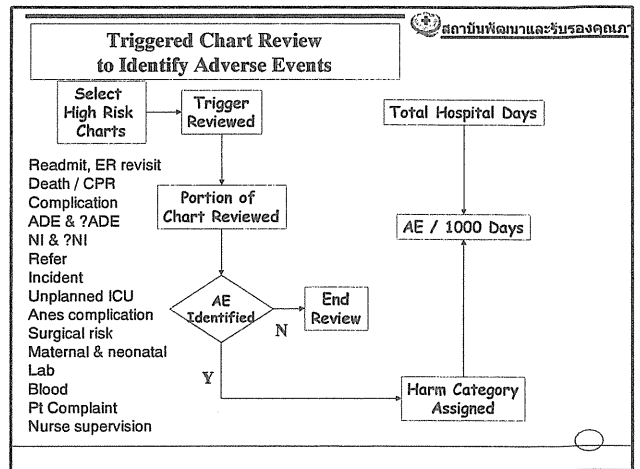 สถาบันพัฒนาและรับรองคุณภา
Triggered Chart Review
to Identify Adverse Events
Select
High Risk
Charts
Trigger
Reviewed
Total Hospital Days
Readmit, ER revisit
Death / CPR
Complication
ADE & ?ADE
NI & ?NI
Refer
Incident
Unplanned ICU
Anes complication
Surgical risk
Maternal & neonatal
Lab
Blood
Pt Complaint
Nurse supervision
Portion of
Chart Reviewed
AE / 1000 Days
AE
Identified
N
End
Review
Y
Harm Category
Assigned